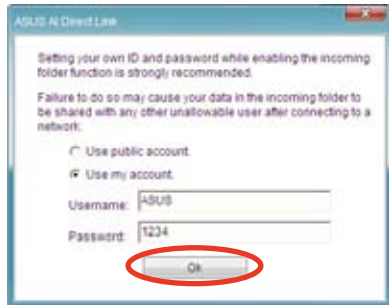 ASUS AI Direct Link
Setting your own ID and password while enabling the incoming
folder function is strongly recommended.
Failure to do so may cause your data in the incoming folder to
be shared with any other unallowable user after connecting to a
network.
Use public account.
Use my account.
Username: ASUS
Password: 1234
Ok